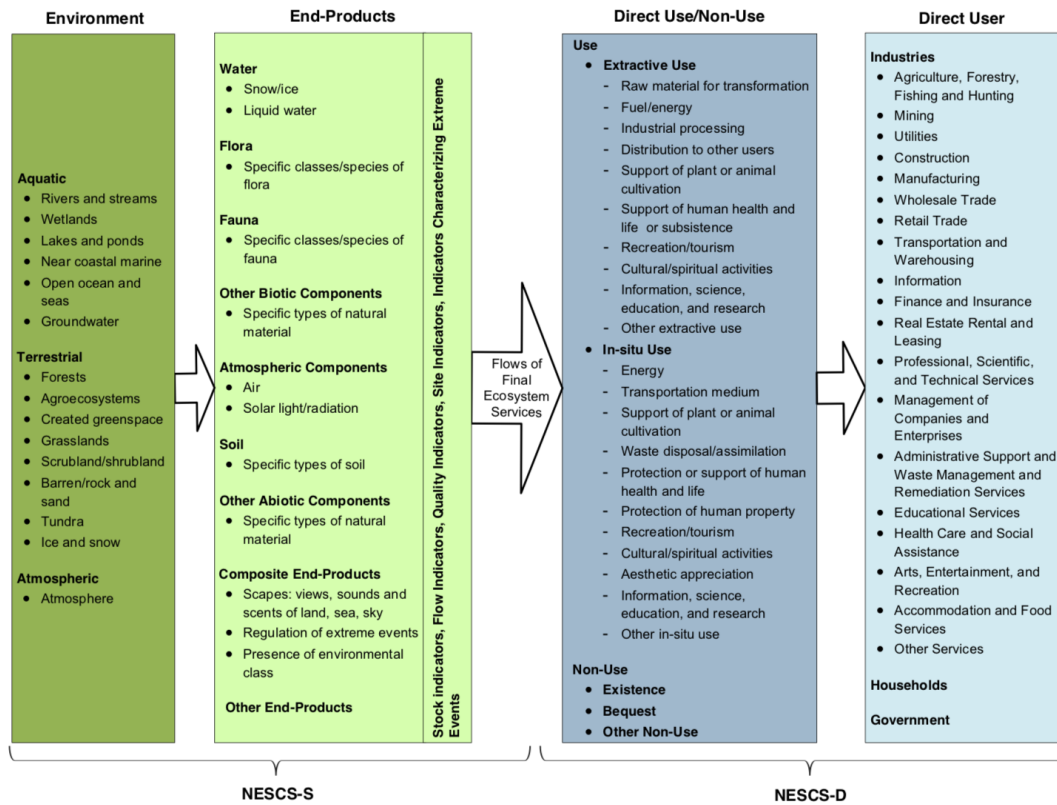 Environment
Aquatic
• Rivers and streams
• Wetlands
• Lakes and ponds
• Near coastal marine
• Open ocean and
seas
• Groundwater
Terrestrial
• Forests
• Agroecosystems
• Created greenspace
• Grasslands
• Scrubland/shrubland
• Barren/rock and
sand
• Tundra
• Ice and snow
Atmospheric
• Atmosphere
End-Products
Water
• Snow/ice
• Liquid water
Flora
• Specific classes/species of
flora
Fauna
• Specific classes/species of
fauna
Other Biotic Components
• Specific types of natural
material
Atmospheric Components
• Air
• Solar light/radiation
Soil
• Specific types of soil
Other Abiotic Components
• Specific types of natural
material
Composite End-Products
• Scapes: views, sounds and
scents of land, sea, sky
• Regulation of extreme events
• Presence of environmental
class
Other End-Products
Stock indicators, Flow Indicators, Quality Indicators, Site Indicators, Indicators Characterizing Extreme
Events
Flows of
Final
Ecosystem
Services
Direct Use/Non-Use
Use
• Extractive Use
- Raw material for transformation
- Fuel/energy
- Industrial processing
- Distribution to other users
- Support of plant or animal
cultivation
- Support of human health and
life or subsistence
- Recreation/tourism
- Cultural/spiritual activities
- Information, science,
education, and research
- Other extractive use
• In-situ Use
- Energy
- Transportation medium
- Support of plant or animal
cultivation
- Waste disposal/assimilation
- Protection or support of human
health and life
- Protection of human property
- Recreation/tourism
- Cultural/spiritual activities
- Aesthetic appreciation
- Information, science,
education, and research
- Other in-situ use
Non-Use
• Existence
• Bequest
• Other Non-Use
Direct User
Industries
• Agriculture, Forestry,
Fishing and Hunting
• Mining
• Utilities
• Construction
• Manufacturing
• Wholesale Trade
• Retail Trade
• Transportation and
Warehousing
• Information
• Finance and Insurance
• Real Estate Rental and
Leasing
• Professional, Scientific,
and Technical Services
• Management of
Companies and
Enterprises
• Administrative Support and
Waste Management and
Remediation Services
• Educational Services
• Health Care and Social
Assistance
• Arts, Entertainment, and
Recreation
• Accommodation and Food
Services
• Other Services
Households
Government
NESCS-S
NESCS-D